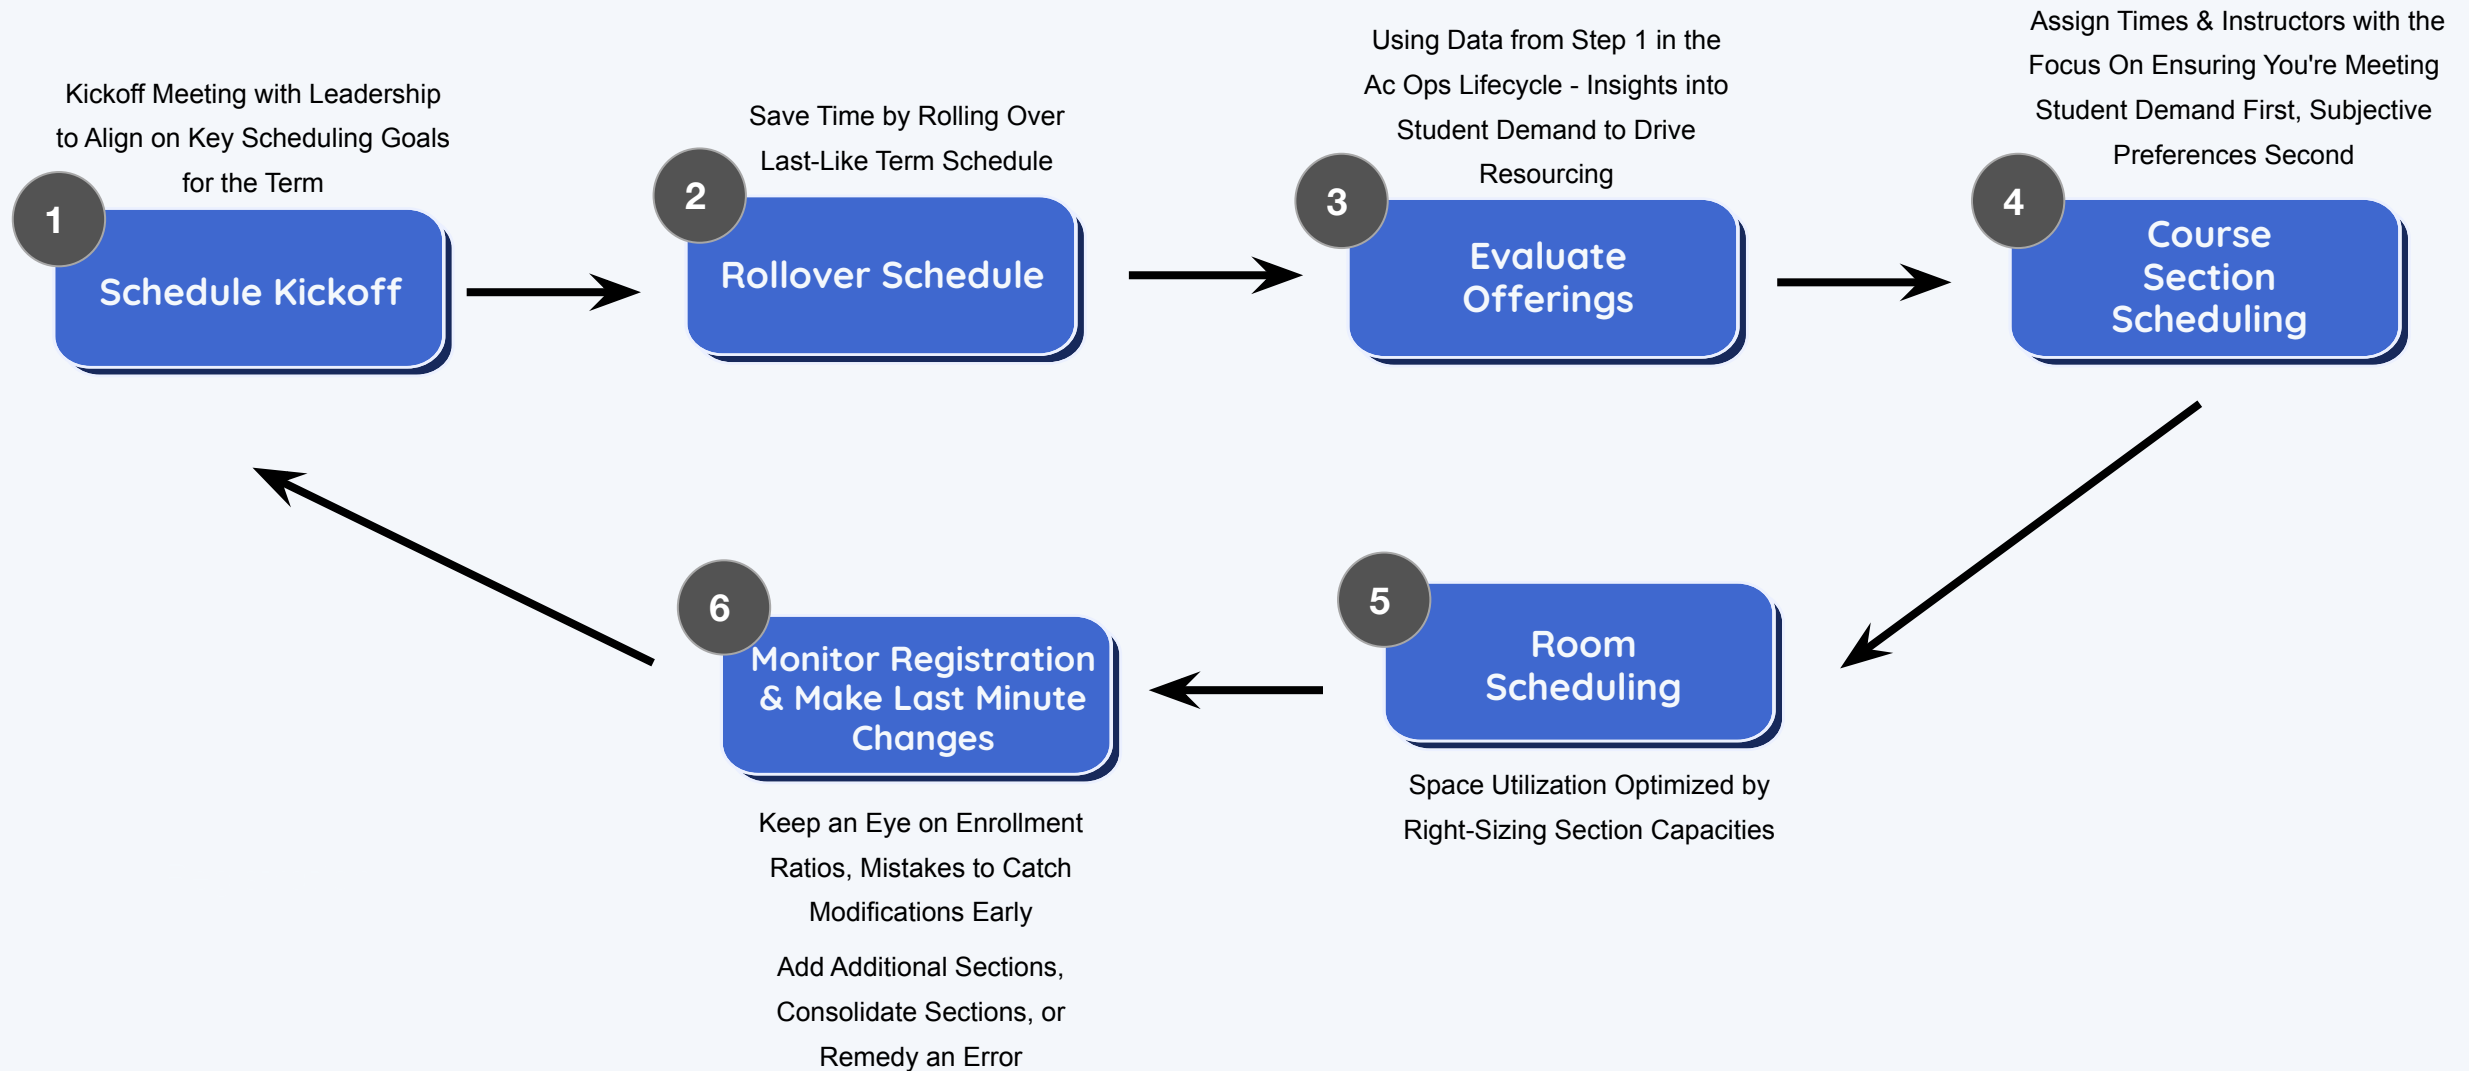 Kickoff Meeting with Leadership
to Align on Key Scheduling Goals
for the Term
1
Schedule Kickoff
Save Time by Rolling Over
Last-Like Term Schedule
2
Rollover Schedule
Using Data from Step 1 in the
Ac Ops Lifecycle - Insights into
Student Demand to Drive
Resourcing
3
Evaluate
Offerings
Assign Times & Instructors with the
Focus On Ensuring You're Meeting
Student Demand First, Subjective
Preferences Second
4
Course
Section
Scheduling
5
Room
Scheduling
Space Utilization Optimized by
Right-Sizing Section Capacities
6
Monitor Registration
& Make Last Minute
Changes
Keep an Eye on Enrollment
Ratios, Mistakes to Catch
Modifications Early
Add Additional Sections,
Consolidate Sections, or
Remedy an Error